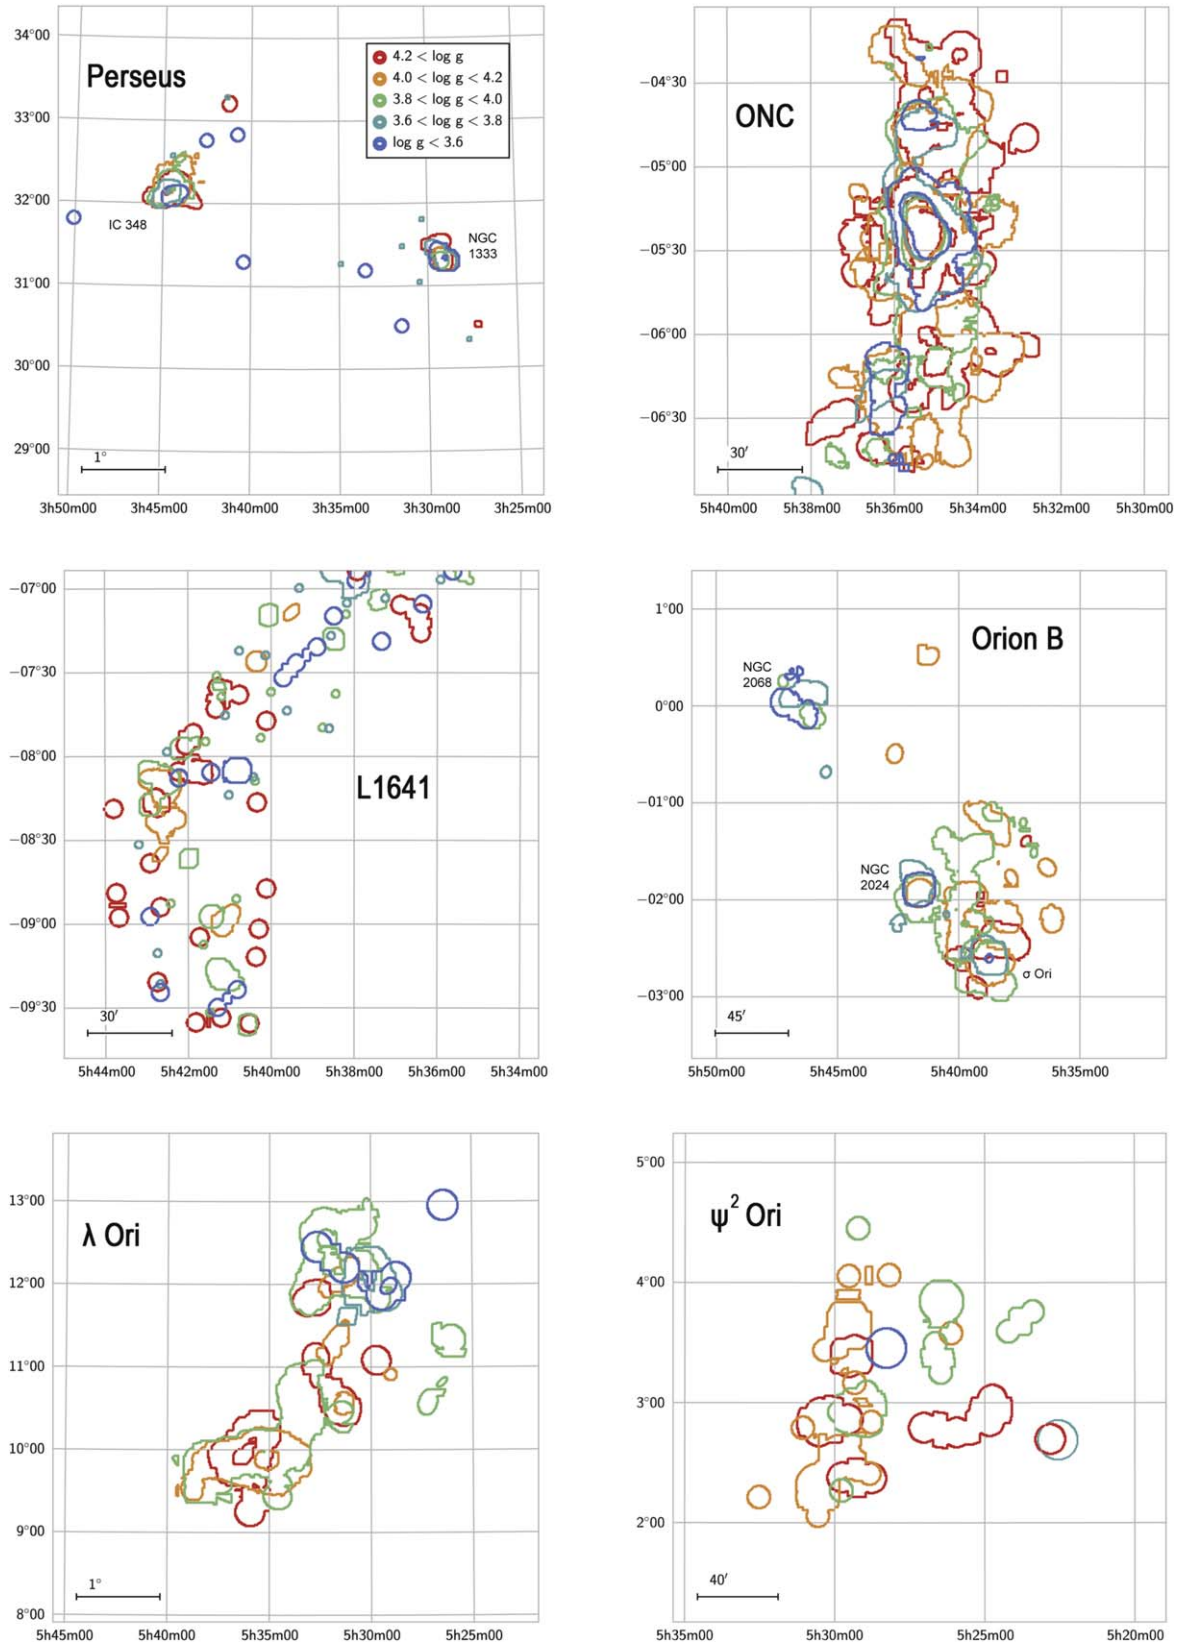 34°00
33°00
32°00
31°00
30°00
29°00
Perseus
4.2 < log g
4.0 < log g < 4.2
3.8 < log g < 4.0
3.6 < log g < 3.8
log g < 3.6
IC 348
NGC
1333
1°
3h50m00 3h45m00 3h40m00 3h35m00 3h30m00 3h25m00
ONC
−04°30
−05°00
−05°30
−06°00
−06°30
30′
5h40m00 5h38m00 5h36m00 5h34m00 5h32m00 5h30m00
−07°00
−07°30
−08°00
−08°30
−09°00
−09°30
L1641
30′
5h44m00 5h42m00 5h40m00 5h38m00 5h36m00 5h34m00
1°00
0°00
−01°00
−02°00
−03°00
Orion B
NGC
2068
NGC
2024
σ Ori
45′
5h50m00 5h45m00 5h40m00 5h35m00
13°00
12°00
11°00
10°00
9°00
8°00
λ Ori
1°
5h45m00 5h40m00 5h35m00 5h30m00 5h25m00
5°00
4°00
3°00
2°00
ψ² Ori
40′
5h35m00 5h30m00 5h25m00 5h20m00